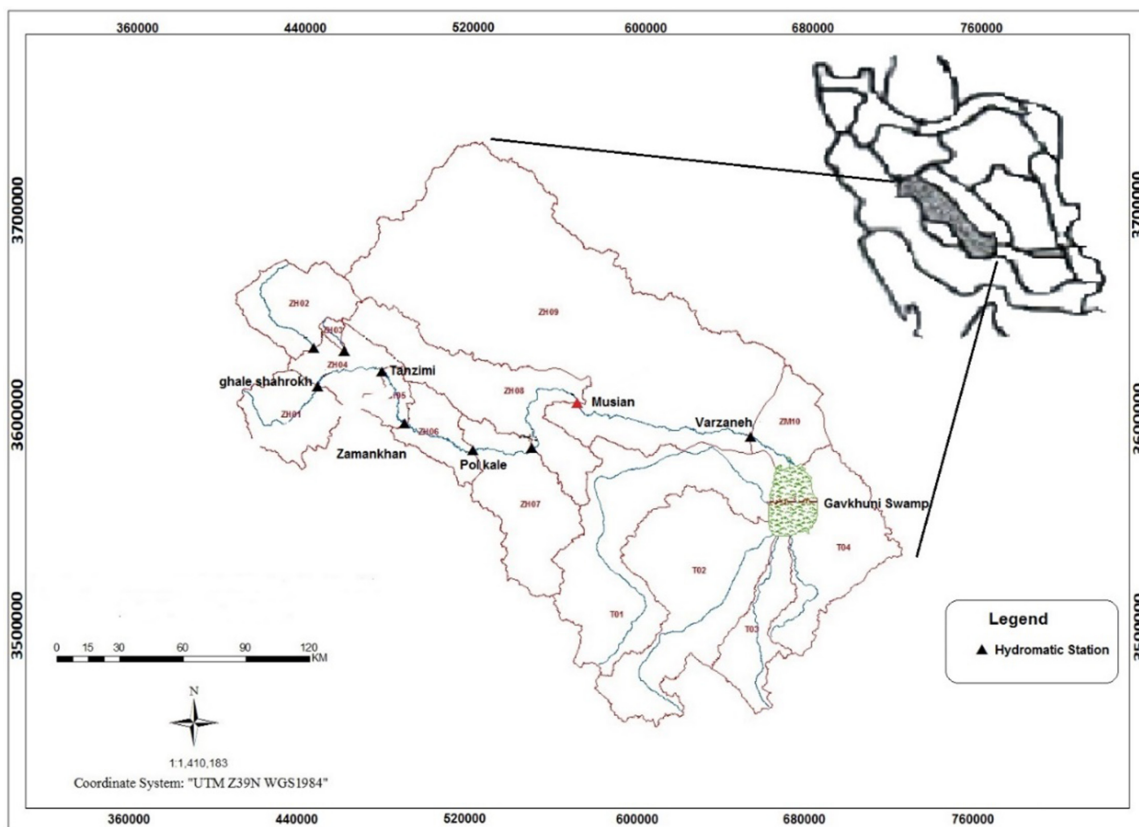 360000
440000
520000
600000
680000
760000
3700000
3700000
ZH02
ZH03
ZH09
ZH04
Tanzimi
ghale shahrokh
ZH08
Musian
ZH01
Varzaneh
ZM10
3600000
3600000
ZH06
Zamankhan
Pol kale
ZH07
Gavkhuni Swamp
T04
T02
T01
T03
3500000
3500000
Legend
Hydromatic Station
0 15 30 60 90 120
KM
N
1:1,410,183
Coordinate System: "UTM Z39N WGS1984"
360000
440000
520000
600000
680000
760000